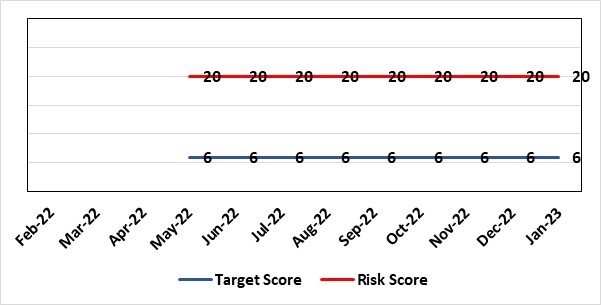 20 20 20 20 20 20 20 20 20
6 6 6 6 6 6 6 6 6
Feb-22 Mar-22 Apr-22 May-22 Jun-22 Jul-22 Aug-22 Sep-22 Oct-22 Nov-22 Dec-22 Jan-23
Target Score Risk Score